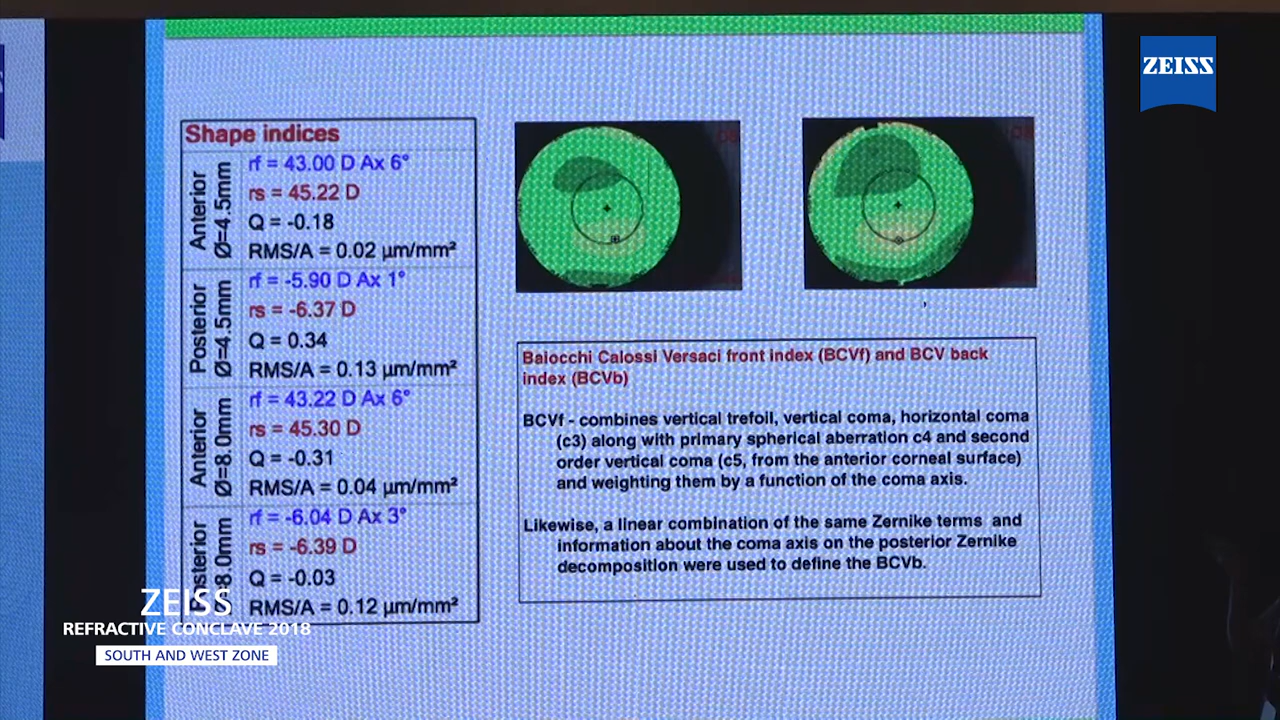 ZEISS
Shape indices
Anterior
Ø=4.5mm
rf = 43.00 D Ax 6°
rs = 45.22 D
Q = -0.18
RMS/A = 0.02 µm/mm²
Posterior
Ø=4.5mm
rf = -5.90 D Ax 1°
rs = -6.37 D
Q = 0.34
RMS/A = 0.13 µm/mm²
Anterior
Ø=8.0mm
rf = 43.22 D Ax 6°
rs = 45.30 D
Q = -0.31
RMS/A = 0.04 µm/mm²
Posterior
Ø=8.0mm
rf = -6.04 D Ax 3°
rs = -6.39 D
Q = -0.03
RMS/A = 0.12 µm/mm²
Baiocchi Calossi Versaci front index (BCVf) and BCV back
index (BCVb)
BCVf - combines vertical trefoil, vertical coma, horizontal coma
(c3) along with primary spherical aberration c4 and second
order vertical coma (c5, from the anterior corneal surface)
and weighting them by a function of the coma axis.
Likewise, a linear combination of the same Zernike terms and
information about the coma axis on the posterior Zernike
decomposition were used to define the BCVb.
ZEISS
REFRACTIVE CONCLAVE 2018
SOUTH AND WEST ZONE